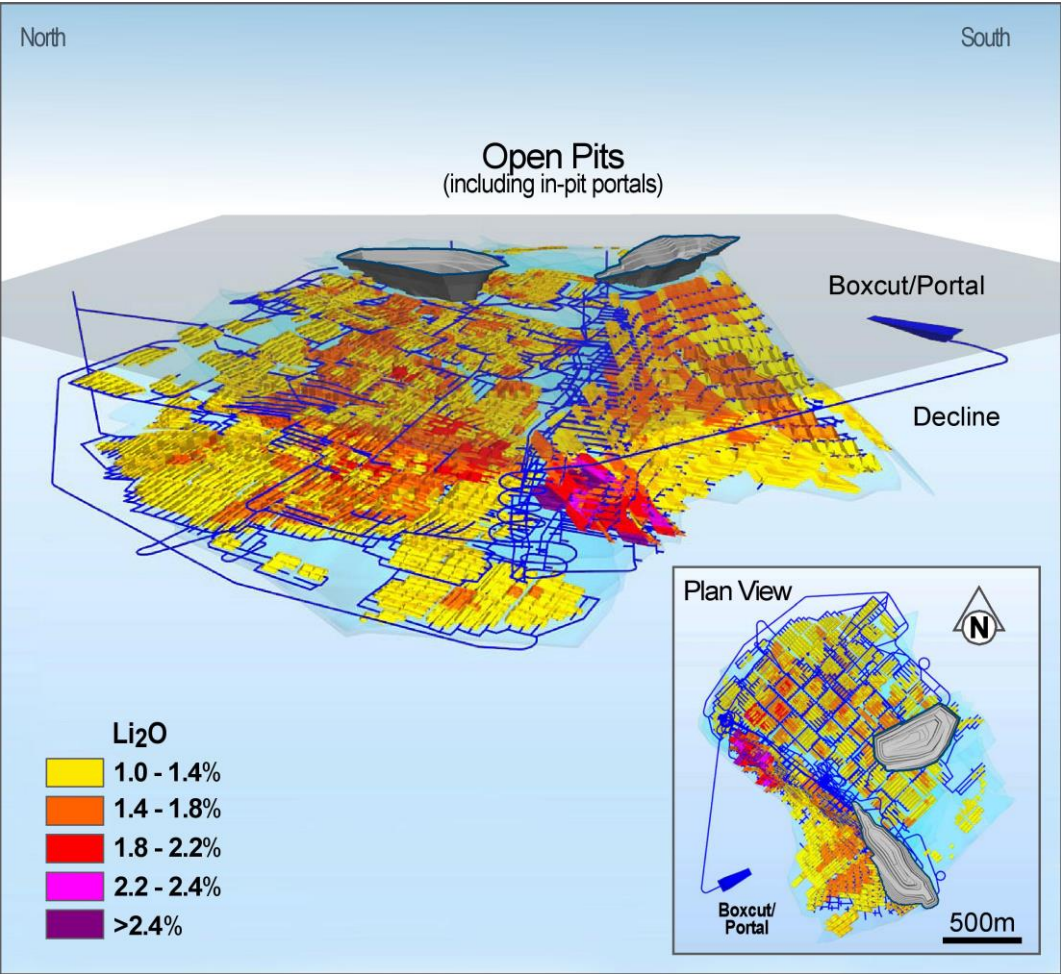 North
South
Open Pits
(including in-pit portals)
Boxcut/Portal
Decline
Plan View
N
Li2O
1.0 - 1.4%
1.4 - 1.8%
1.8 - 2.2%
2.2 - 2.4%
>2.4%
Boxcut/
Portal
500m